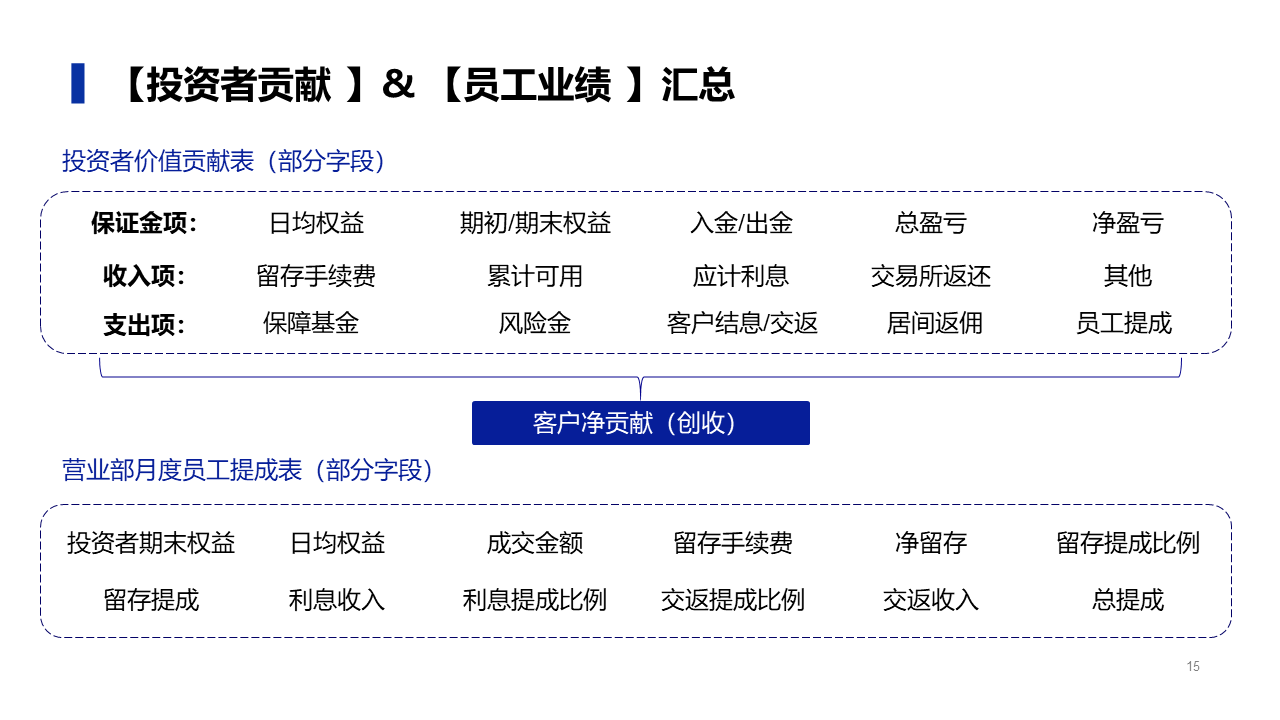 【投资者贡献 】& 【员工业绩 】汇总
投资者价值贡献表（部分字段）
保证金项： 日均权益 期初/期末权益 入金/出金 总盈亏 净盈亏
收入项： 留存手续费 累计可用 应计利息 交易所返还 其他
支出项： 保障基金 风险金 客户结息/交返 居间返佣 员工提成
客户净贡献（创收）
营业部月度员工提成表（部分字段）
投资者期末权益 日均权益 成交金额 留存手续费 净留存 留存提成比例
留存提成 利息收入 利息提成比例 交返提成比例 交返收入 总提成
15